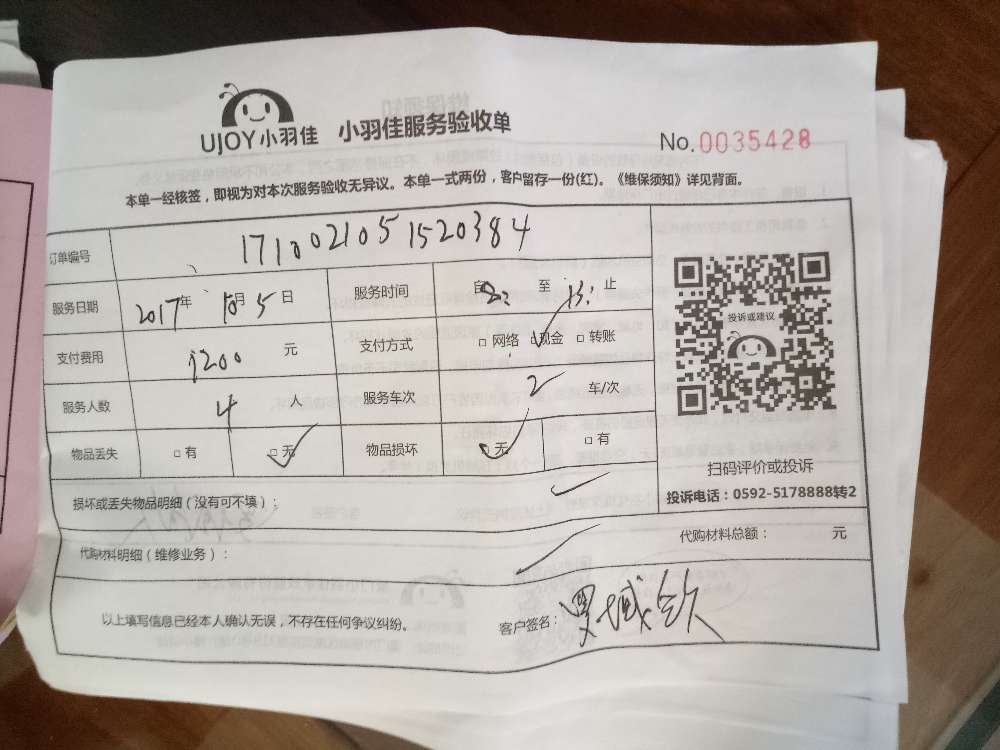 UJOY小羽佳 小羽佳服务验收单
No.0035428
本单一经核签，即视为对本次服务验收无异议。本单一式两份，客户留存一份(红)。《维保须知》详见背面。
订单编号 171002105 1520384
服务日期 2017年 10月 5日 服务时间 自 8: 至 13: 止
支付费用 1200 元 支付方式 □网络 □现金 □转账
服务人数 4 人 服务车次 2 车/次
物品丢失 □有 □无 物品损坏 □无 □有
投诉或建议
扫码评价或投诉
投诉电话：0592-5178888转2
损坏或丢失物品明细（没有可不填）：
代购材料明细（维修业务）： 代购材料总额： 元
以上填写信息已经本人确认无误，不存在任何争议纠纷。 客户签名：